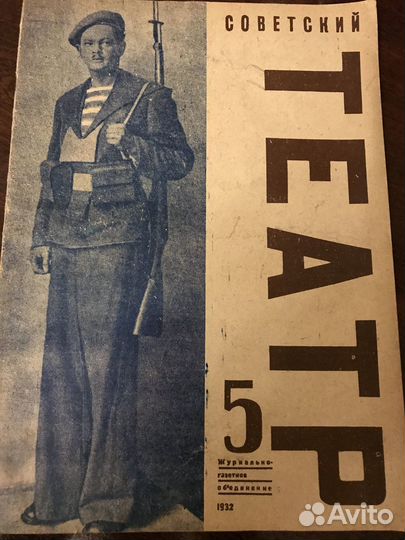 СОВЕТСКИЙ
ТЕАТР
5
Журнально-
газетное
объединение
1932
Avito